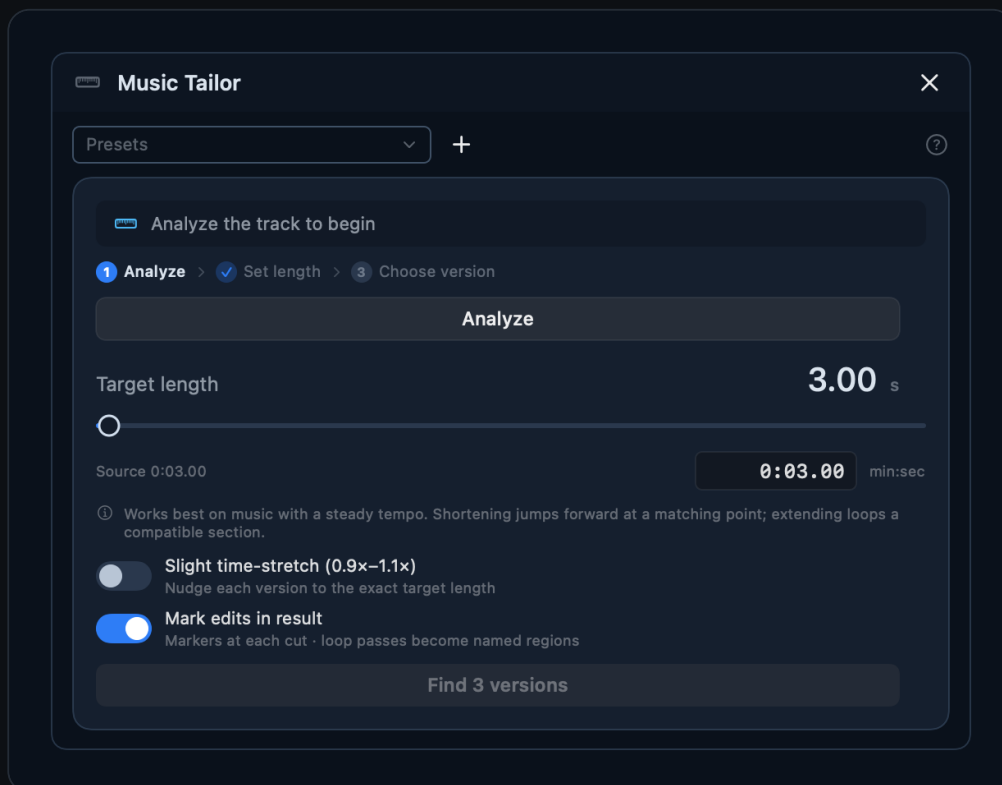 Music Tailor
Presets
?
Analyze the track to begin
1 Analyze > Set length > 3 Choose version
Analyze
Target length 3.00 s
Source 0:03.00 0:03.00 min:sec
Works best on music with a steady tempo. Shortening jumps forward at a matching point; extending loops a
compatible section.
Slight time-stretch (0.9×–1.1×)
Nudge each version to the exact target length
Mark edits in result
Markers at each cut · loop passes become named regions
Find 3 versions